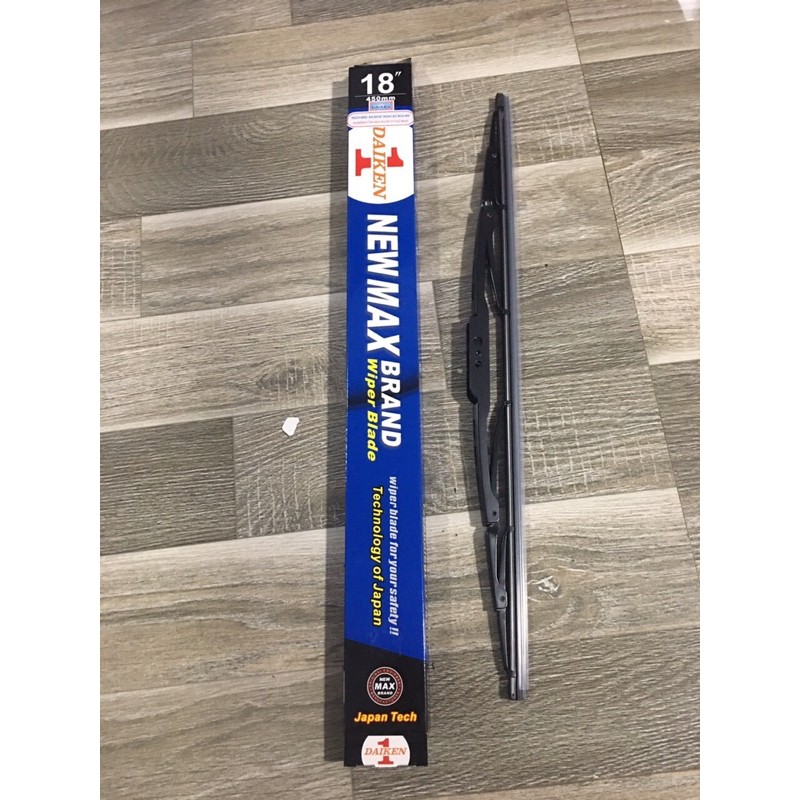 18"
450mm
1
DAIKEN
NEW MAX BRAND
Wiper Blade
wiper blade for your safety !!
Technology of Japan
NEW
MAX
BRAND
Japan Tech
1
DAIKEN